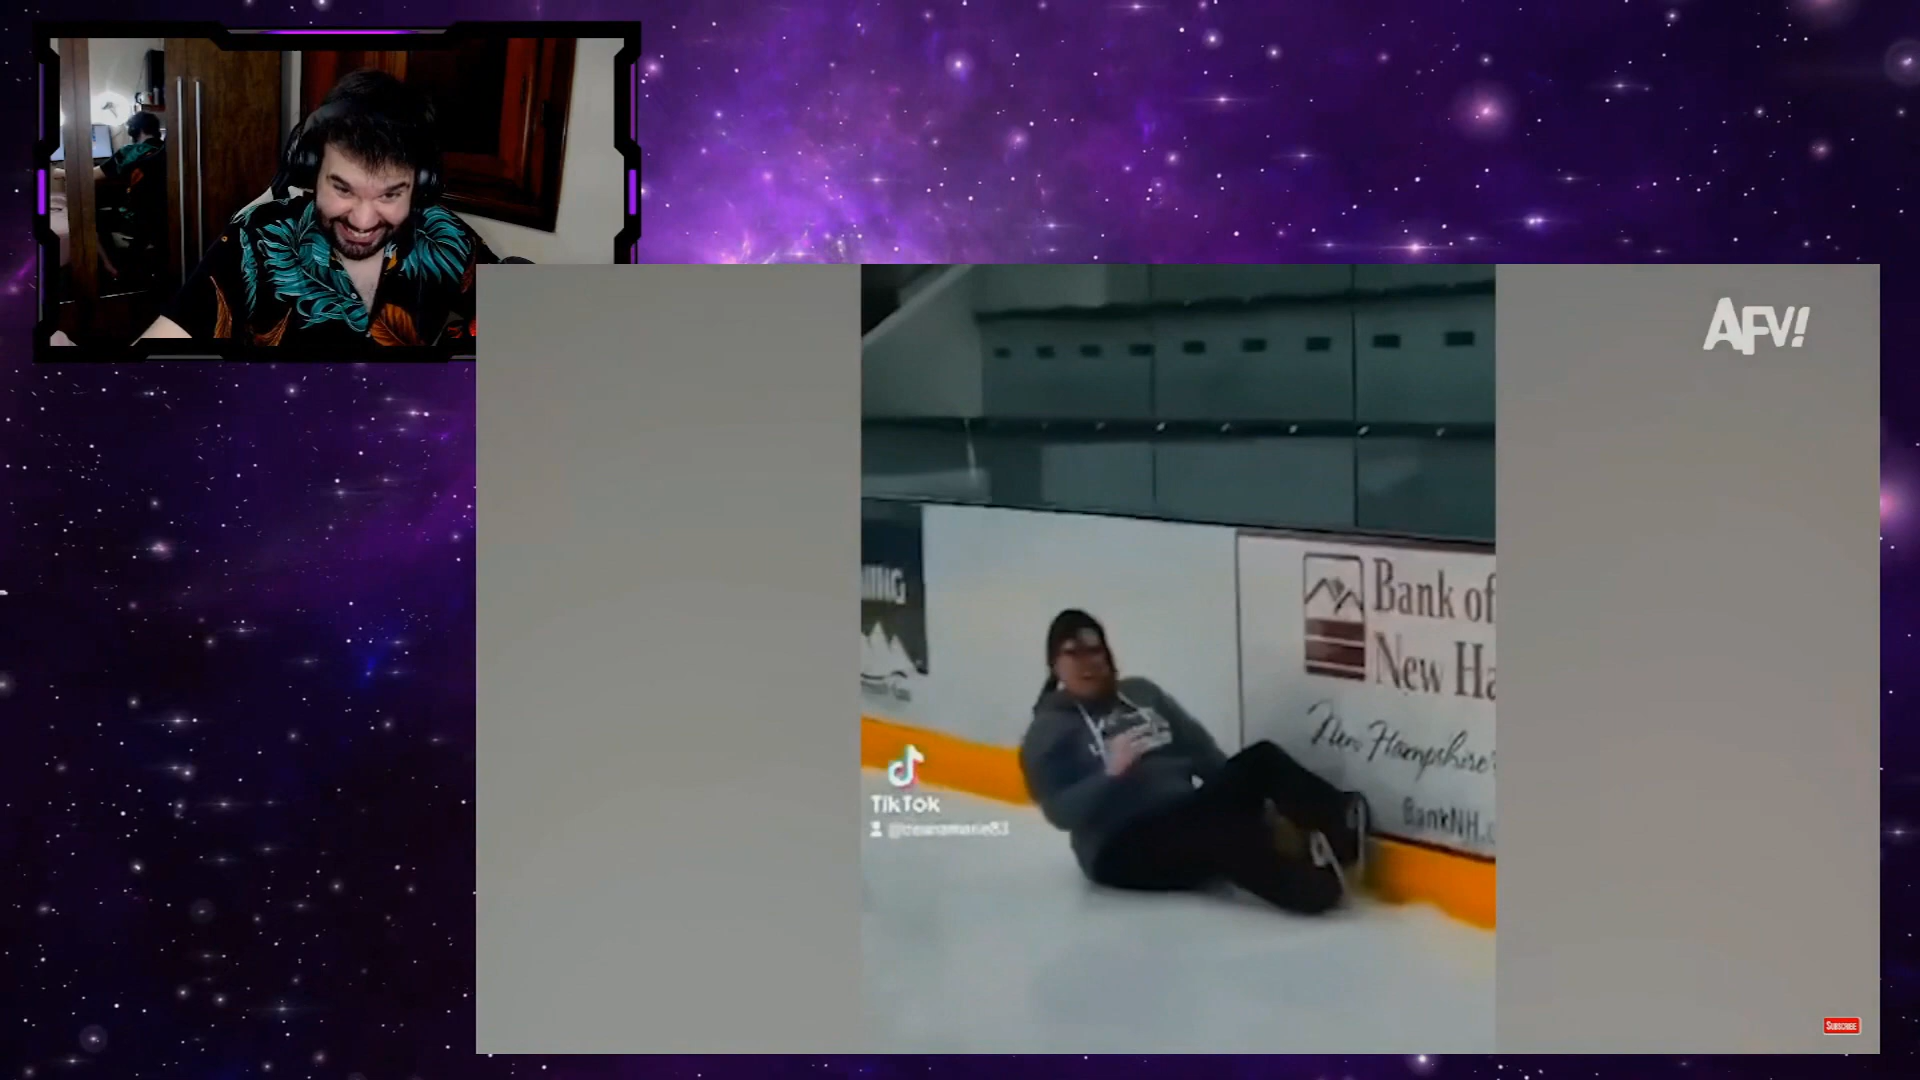 AFV!
Bank of
New Ha
New Hampshire's
BankNH.
TikTok
SUBSCRIBE